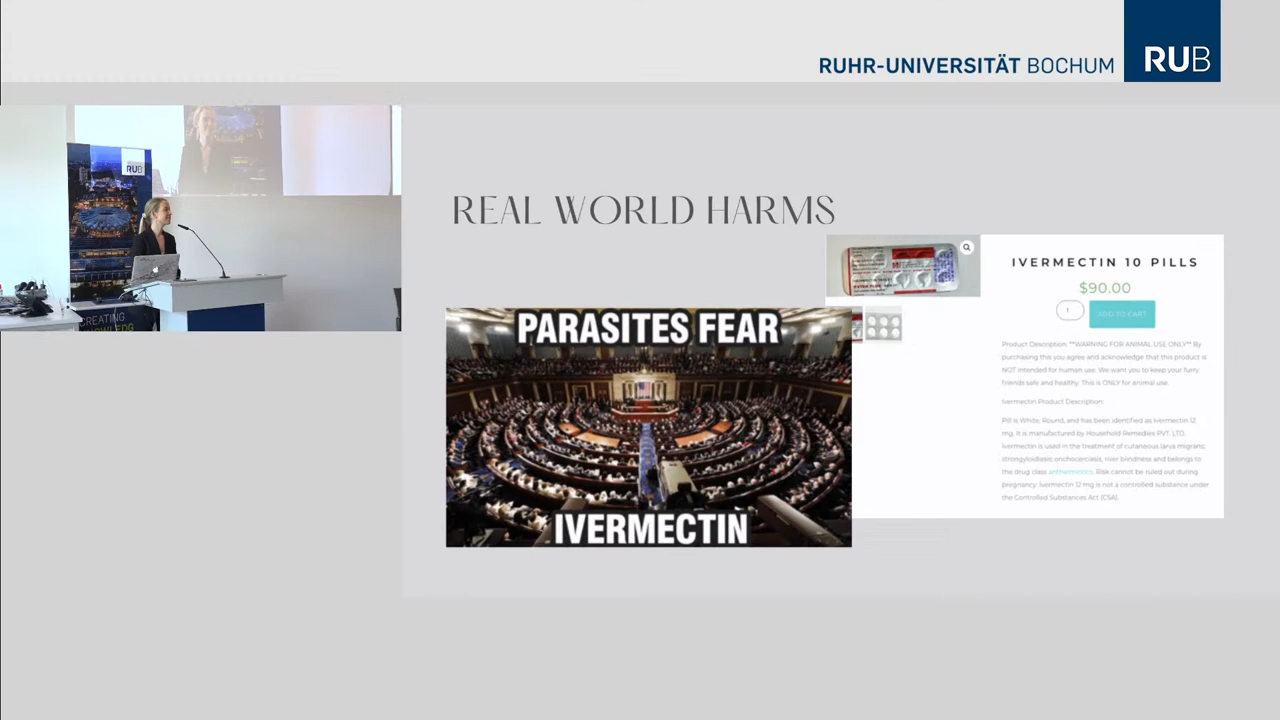 RUHR-UNIVERSITÄT BOCHUM
RUB
RUB
CREATING
REAL WORLD HARMS
PARASITES FEAR
IVERMECTIN
IVERMECTIN 10 PILLS
$90.00
1
ADD TO CART
Product Description: **WARNING FOR ANIMAL USE ONLY** By
purchasing this you agree and acknowledge that this product is
NOT intended for human use. We want you to keep your furry
friends safe and healthy. This is ONLY for animal use.
Ivermectin Product Description:
Pill is White, Round, and has been identified as Ivermectin 12
mg. It is manufactured by Household Remedies PVT. LTD.
Ivermectin is used in the treatment of cutaneous larva migrans;
strongyloidiasis; onchocerciasis, river blindness and belongs to
the drug class anthelmintics. Risk cannot be ruled out during
pregnancy. Ivermectin 12 mg is not a controlled substance under
the Controlled Substances Act (CSA).